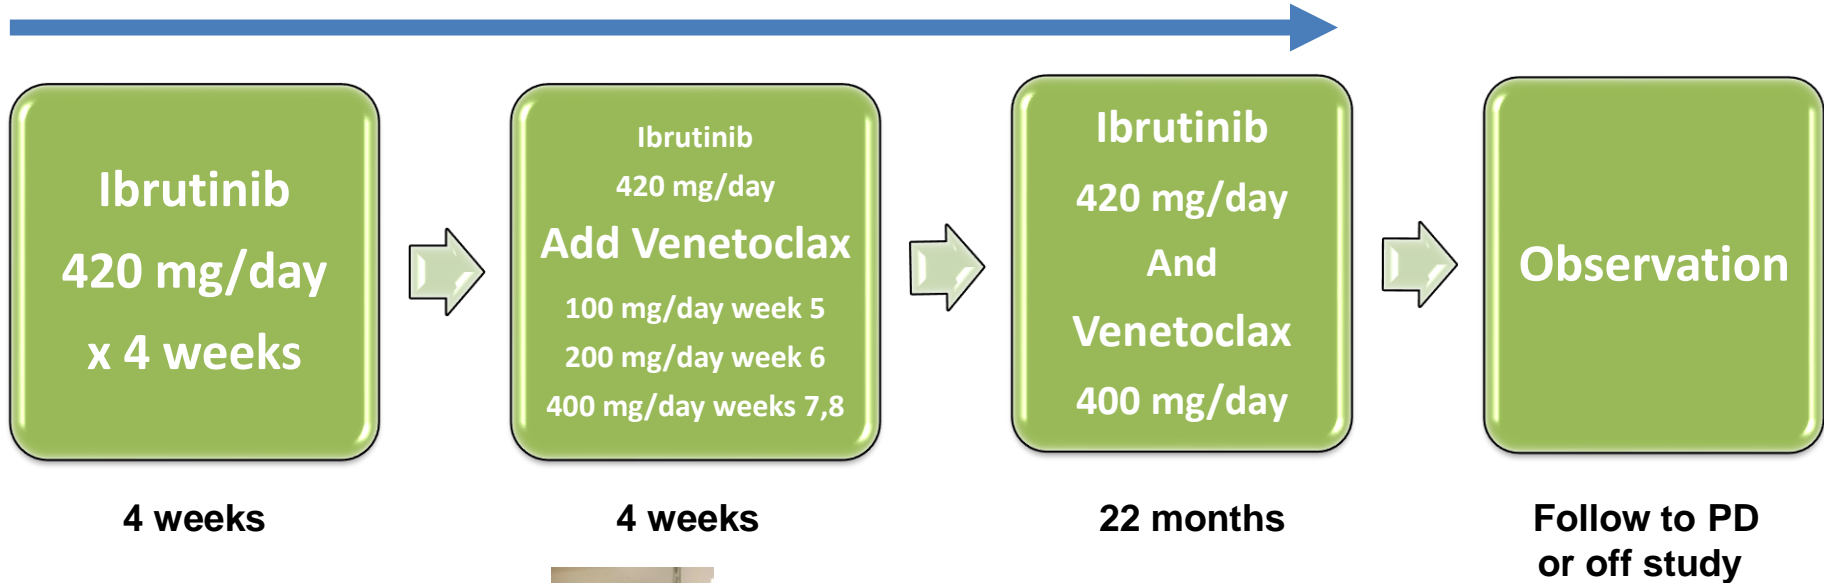 Ibrutinib
420 mg/day
x 4 weeks
Ibrutinib
420 mg/day
Add Venetoclax
100 mg/day week 5
200 mg/day week 6
400 mg/day weeks 7,8
Ibrutinib
420 mg/day
And
Venetoclax
400 mg/day
Observation
4 weeks
4 weeks
22 months
Follow to PD
or off study